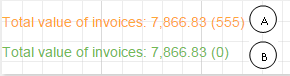 Total value of invoices: 7,866.83 (555) A
Total value of invoices: 7,866.83 (0) B